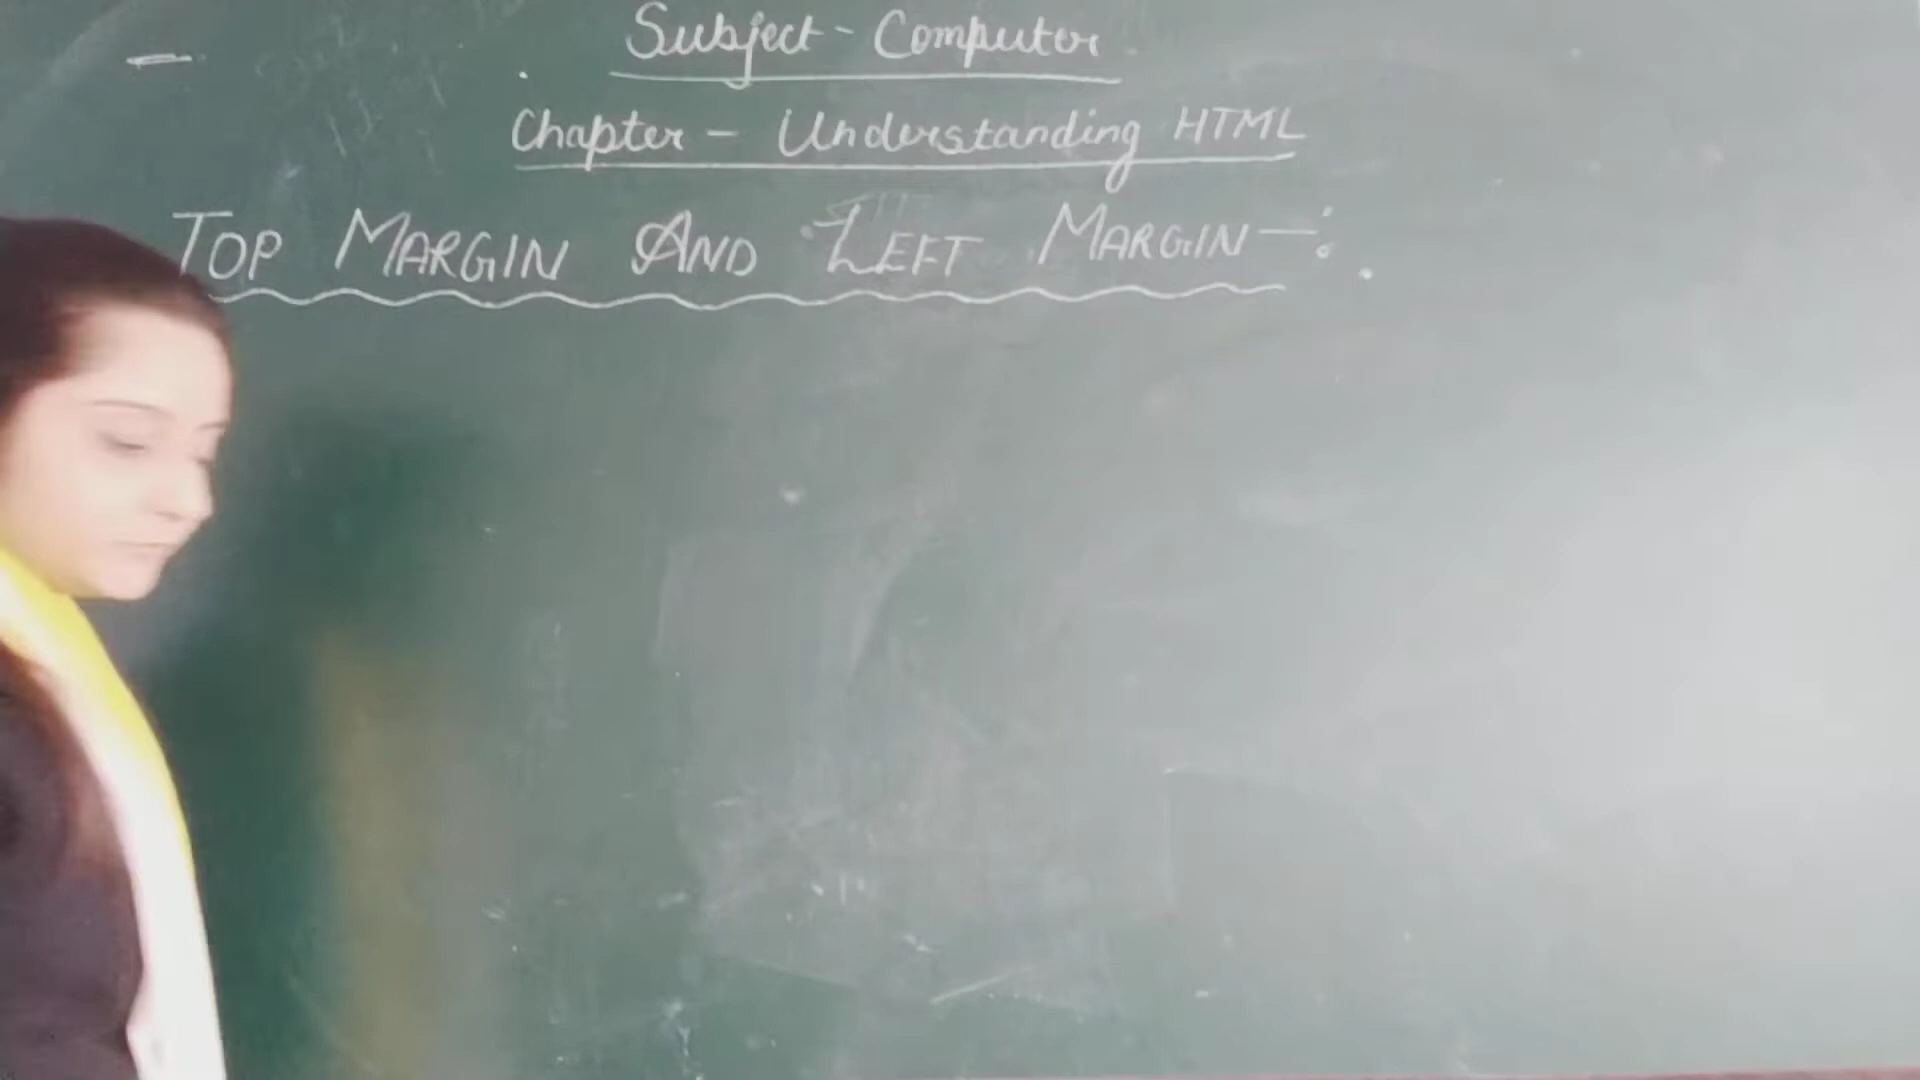 Subject - Computer
Chapter - Understanding HTML
TOP MARGIN AND LEFT MARGIN -: